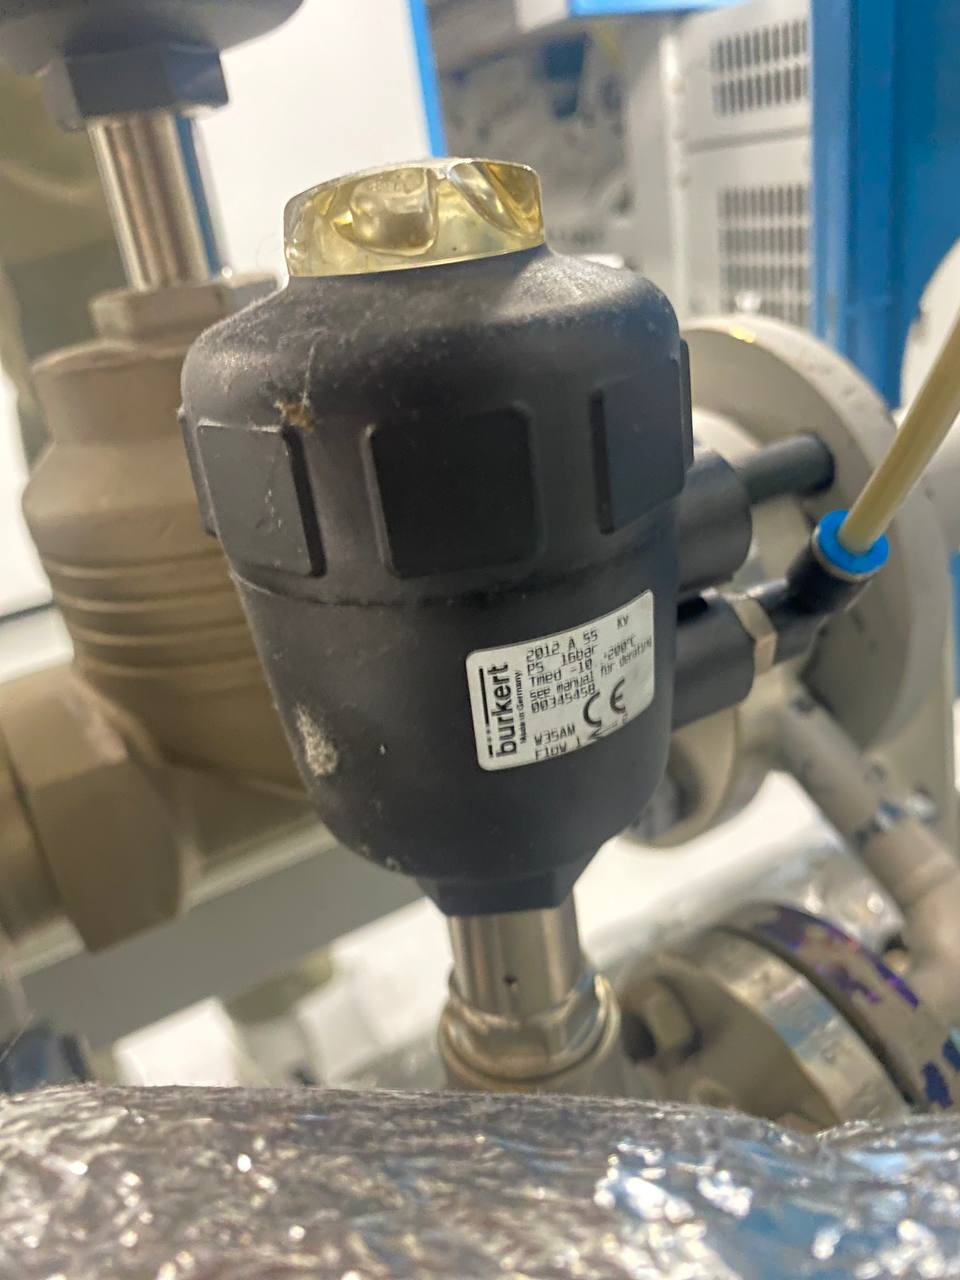 burkert
Made in Germany
2012 A 55 KV
PS 16bar
Tmed -10 +200°C
see manual for derating
00345458
CE
W35AM
Flow